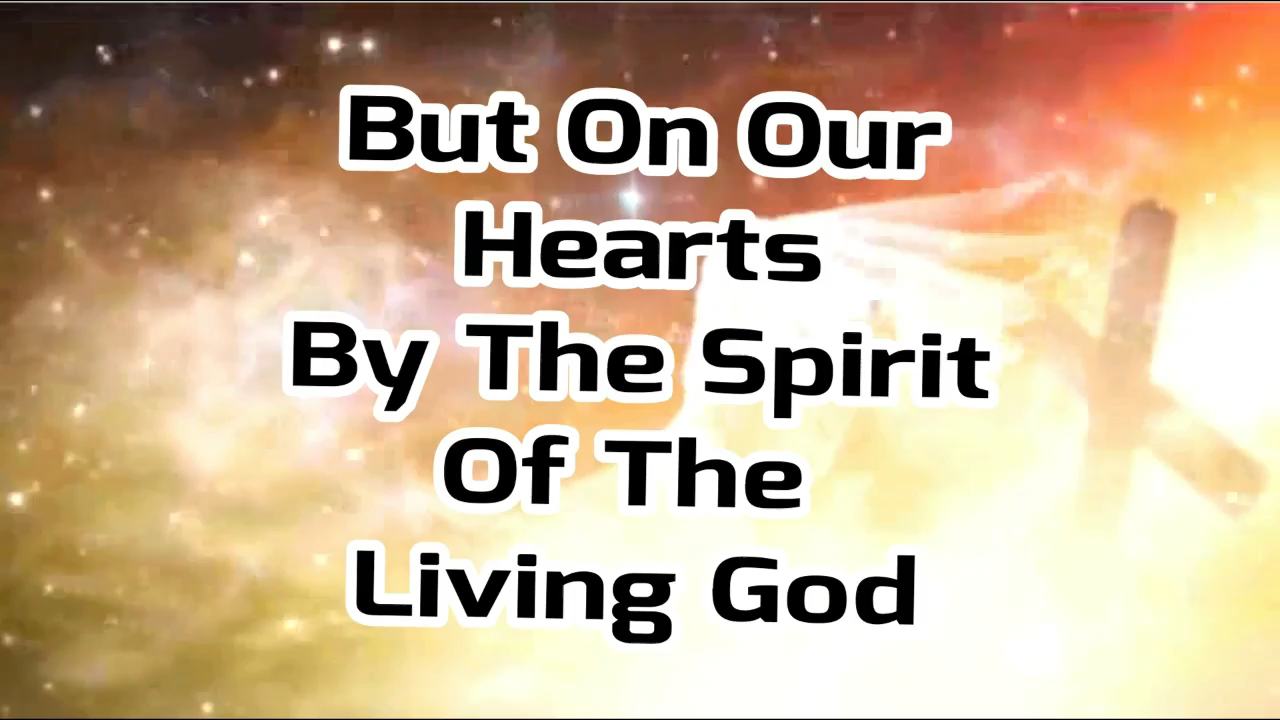 But On Our
Hearts
By The Spirit
Of The
Living God